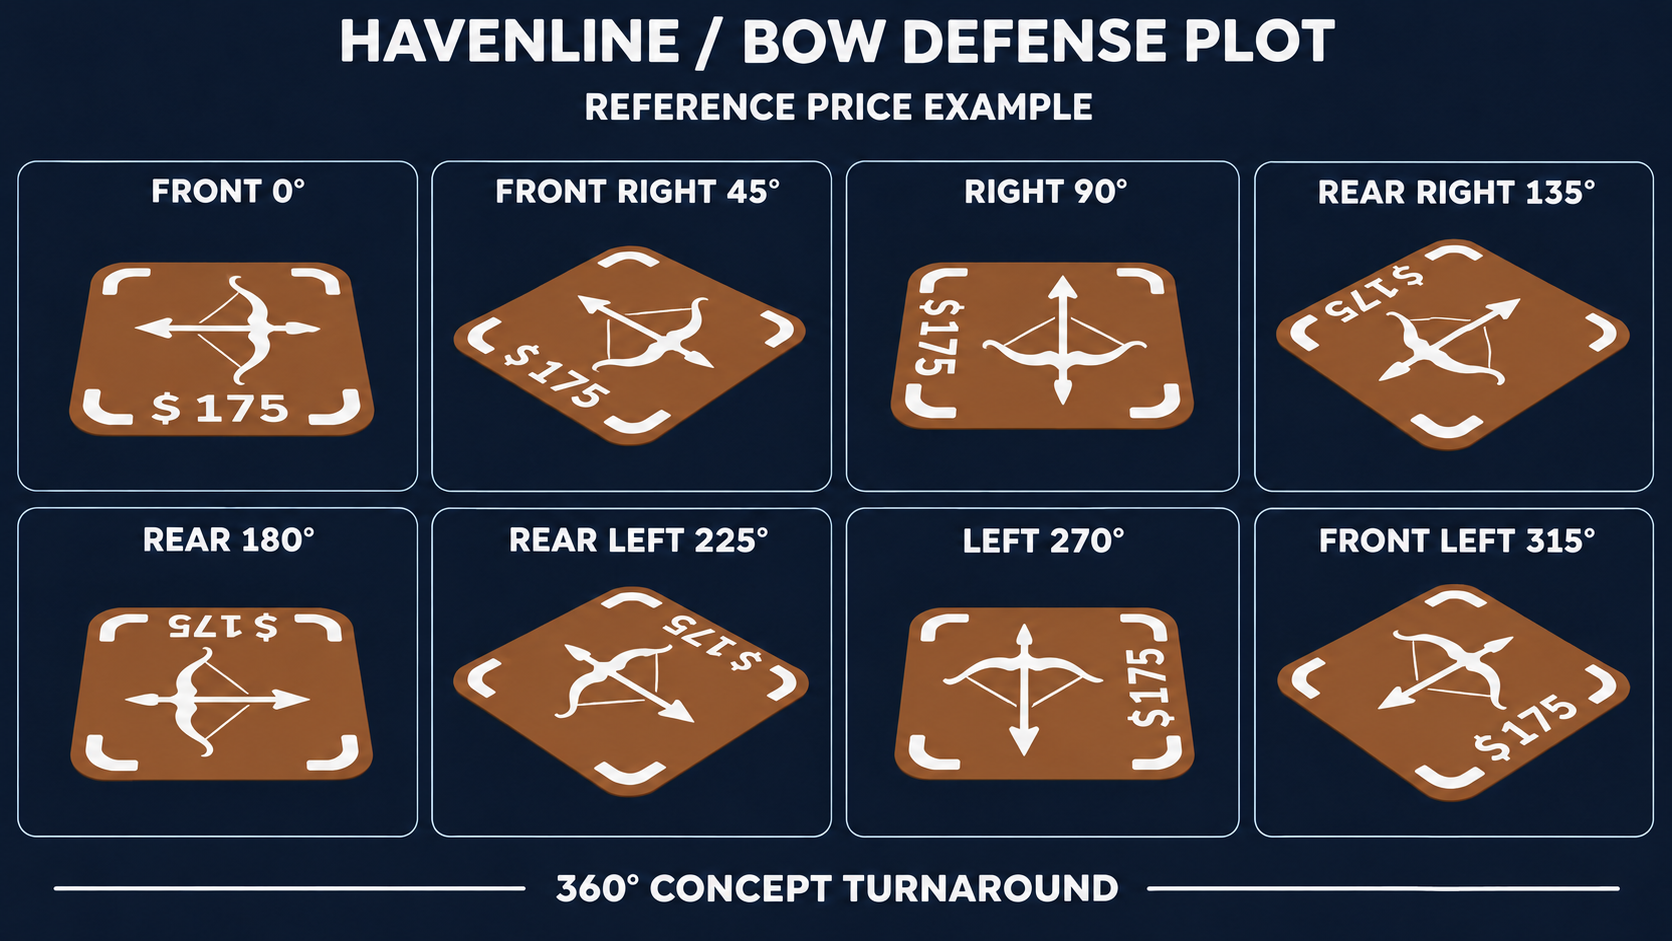 HAVENLINE / BOW DEFENSE PLOT
REFERENCE PRICE EXAMPLE
FRONT 0°
$ 175
FRONT RIGHT 45°
$ 175
RIGHT 90°
$175
REAR RIGHT 135°
$175
REAR 180°
$ 175
REAR LEFT 225°
$175
LEFT 270°
$175
FRONT LEFT 315°
$175
360° CONCEPT TURNAROUND